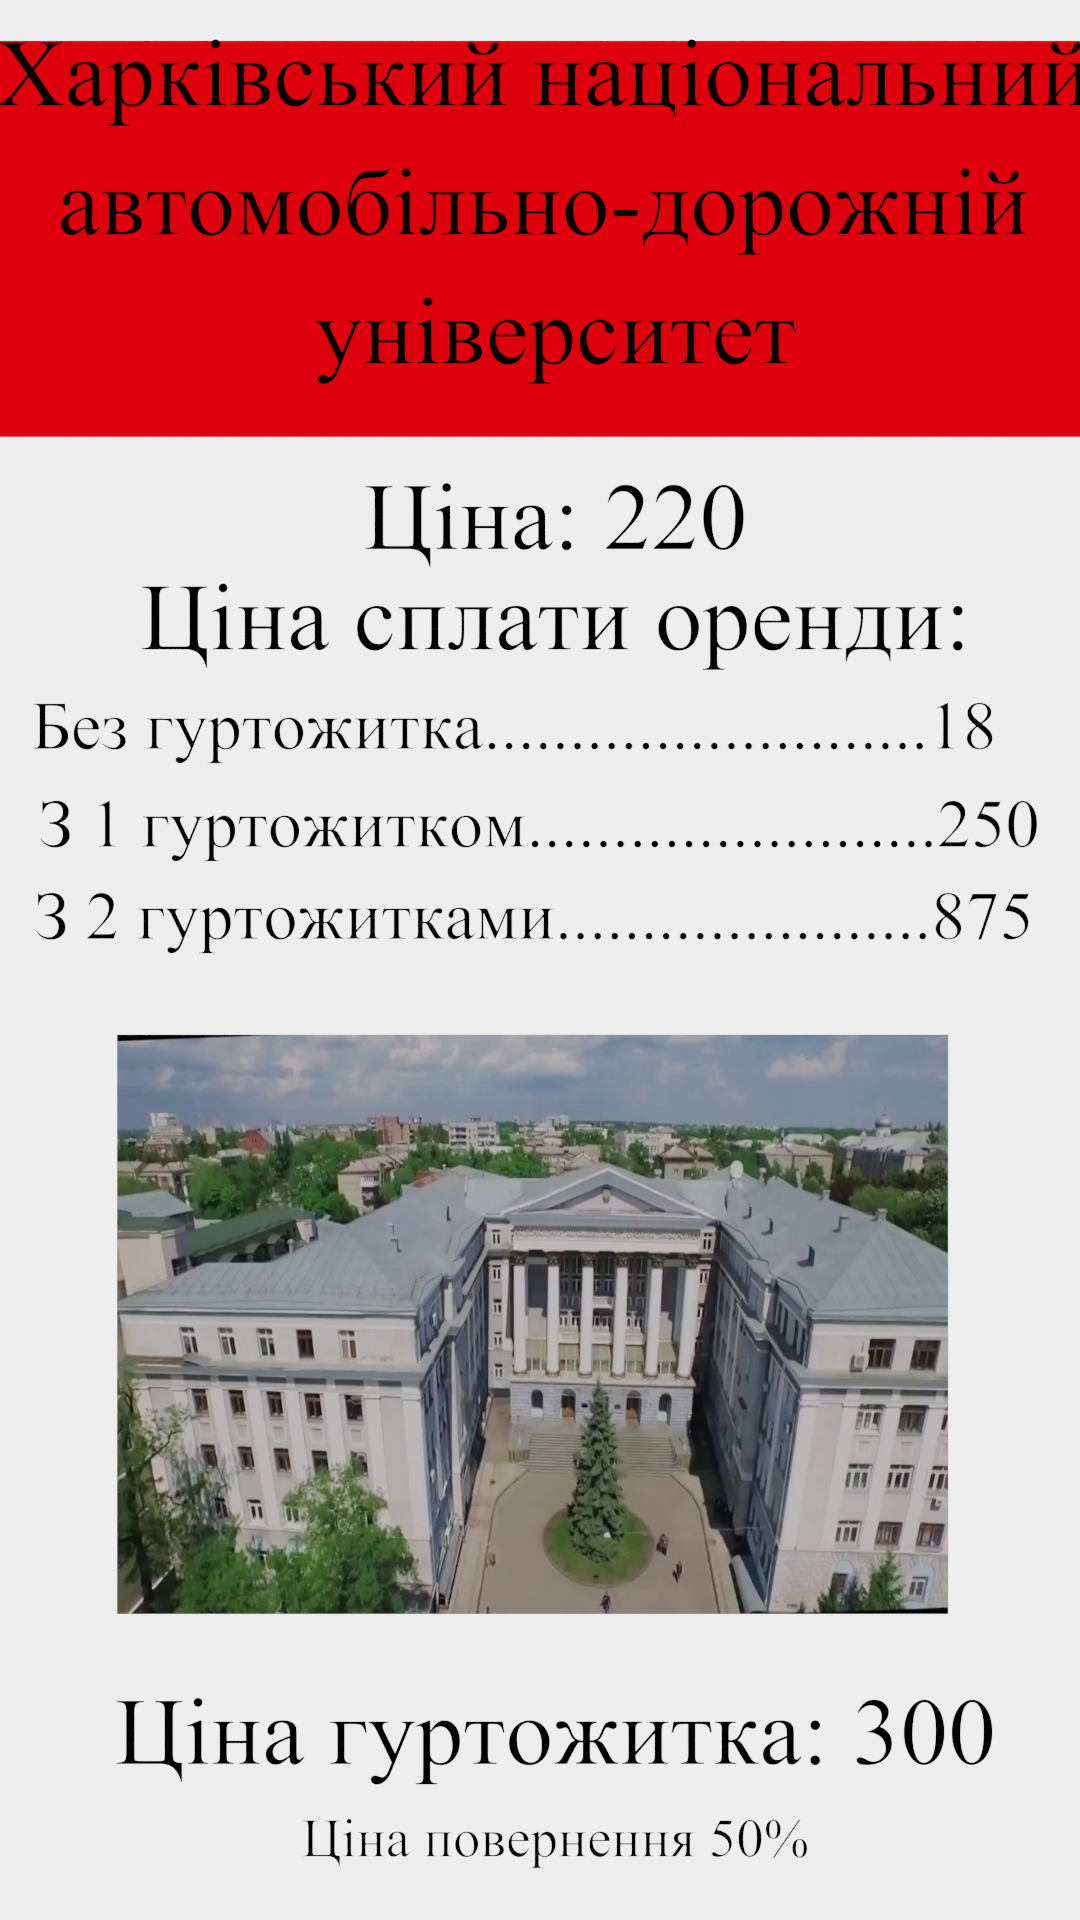 Харківський національний
автомобільно-дорожній
університет
Ціна: 220
Ціна сплати оренди:
Без гуртожитка..........................18
З 1 гуртожитком........................250
З 2 гуртожитками......................875
Ціна гуртожитка: 300
Ціна повернення 50%